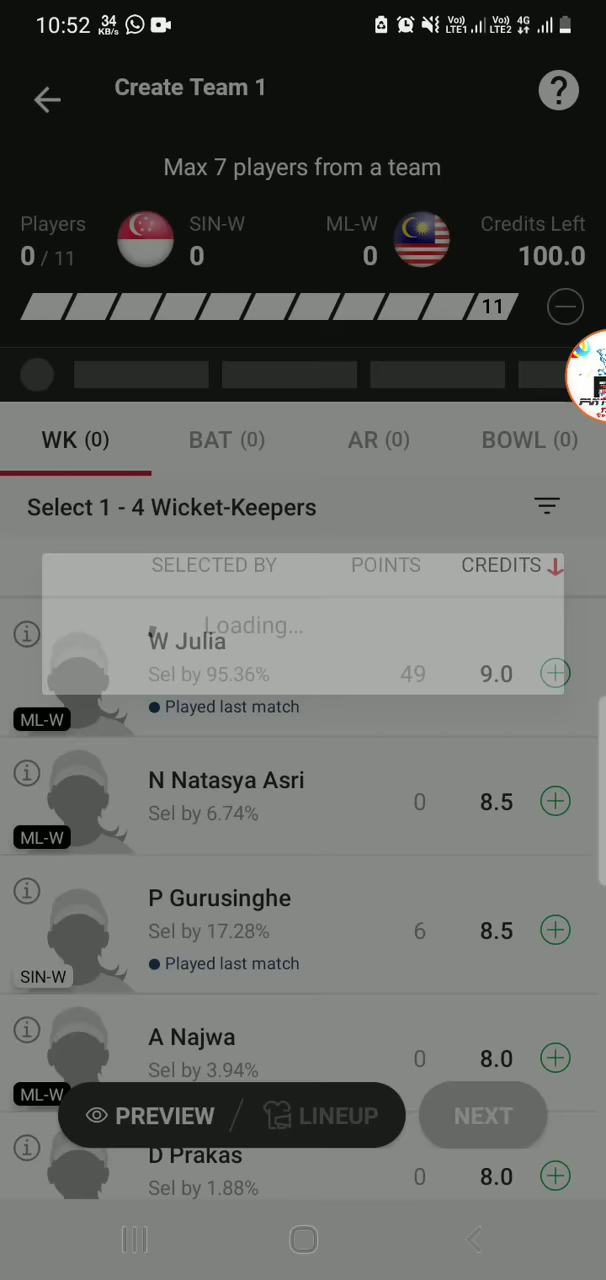 10:52 34 KB/s Vo)) LTE1 Vo)) LTE2 4G
Create Team 1
?
Max 7 players from a team
Players SIN-W ML-W Credits Left
0 / 11 0 0 100.0
11
WK (0) BAT (0) AR (0) BOWL (0)
Select 1 - 4 Wicket-Keepers
SELECTED BY POINTS CREDITS
Loading...
W Julia
Sel by 95.36% 49 9.0
Played last match
ML-W
N Natasya Asri
0 8.5
Sel by 6.74%
ML-W
P Gurusinghe
Sel by 17.28% 6 8.5
Played last match
SIN-W
A Najwa
0 8.0
Sel by 3.94%
ML-W
PREVIEW / LINEUP NEXT
D Prakas
0 8.0
Sel by 1.88%